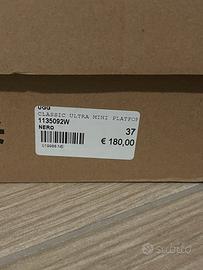 UGG
CLASSIC ULTRA MINI PLATFOR
1135092W
NERO
37
€ 180,00
subito